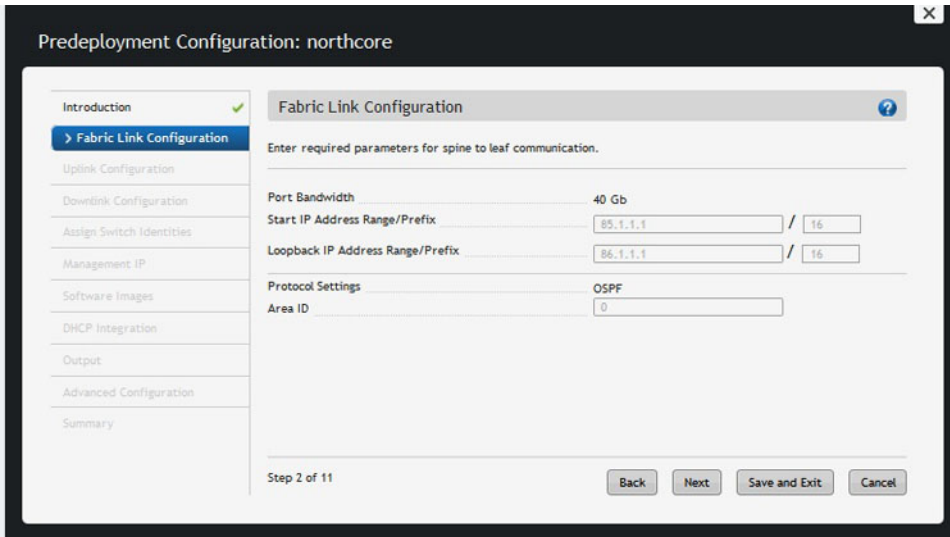 Predeployment Configuration: northcore
Introduction
> Fabric Link Configuration
Uplink Configuration
Downlink Configuration
Assign Switch Identities
Management IP
Software Images
DHCP Integration
Output
Advanced Configuration
Summary
Fabric Link Configuration ?
Enter required parameters for spine to leaf communication.
Port Bandwidth 40 Gb
Start IP Address Range/Prefix 85.1.1.1 / 16
Loopback IP Address Range/Prefix 86.1.1.1 / 16
Protocol Settings OSPF
Area ID 0
Step 2 of 11 Back Next Save and Exit Cancel